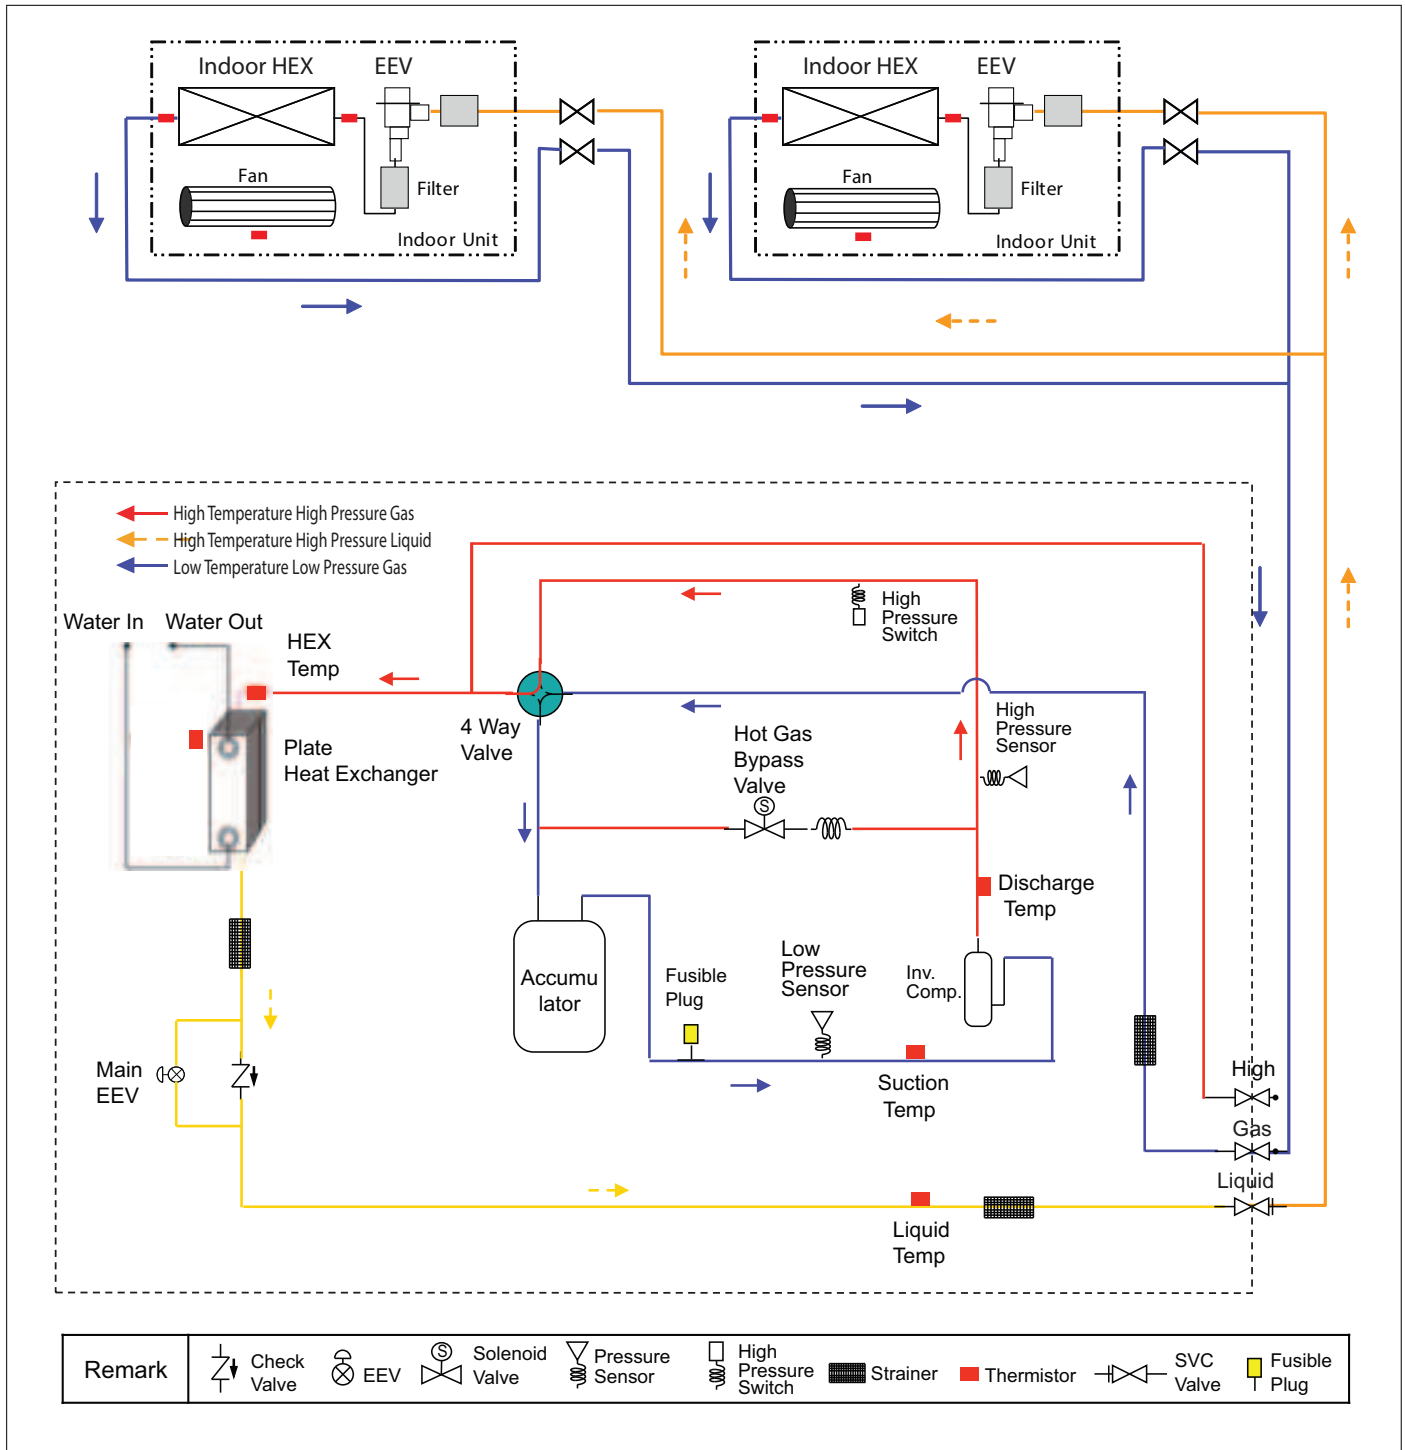 Indoor HEX
EEV
Fan
Filter
Indoor Unit
Indoor HEX
EEV
Fan
Filter
Indoor Unit
High Temperature High Pressure Gas
High Temperature High Pressure Liquid
Low Temperature Low Pressure Gas
Water In
Water Out
HEX
Temp
High
Pressure
Switch
4 Way
Valve
Hot Gas
Bypass
Valve
S
High
Pressure
Sensor
Plate
Heat Exchanger
Discharge
Temp
Accumu
lator
Fusible
Plug
Low
Pressure
Sensor
Inv.
Comp.
Main
EEV
Suction
Temp
High
Gas
Liquid
Liquid
Temp
Remark
Check
Valve
EEV
S
Solenoid
Valve
Pressure
Sensor
High
Pressure
Switch
Strainer
Thermistor
SVC
Valve
Fusible
Plug